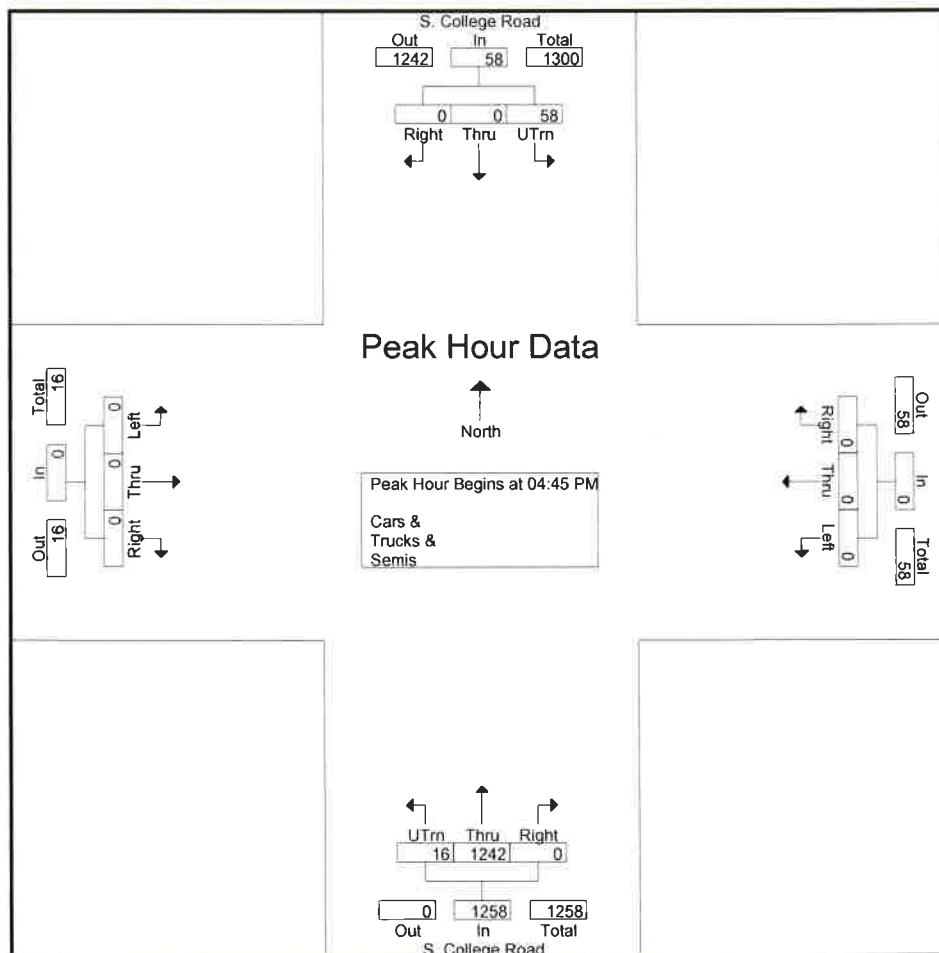 S. College Road
Out In Total
1242 58 1300
0 0 58
Right Thru UTrn
Peak Hour Data
North
Peak Hour Begins at 04:45 PM
Cars &
Trucks &
Semis
Total In Out
16 0 16
0 0 0
Left Thru Right
Right Thru Left
0 0 0
Out In Total
58 0 58
UTrn Thru Right
16 1242 0
0 1258 1258
Out In Total
S. College Road